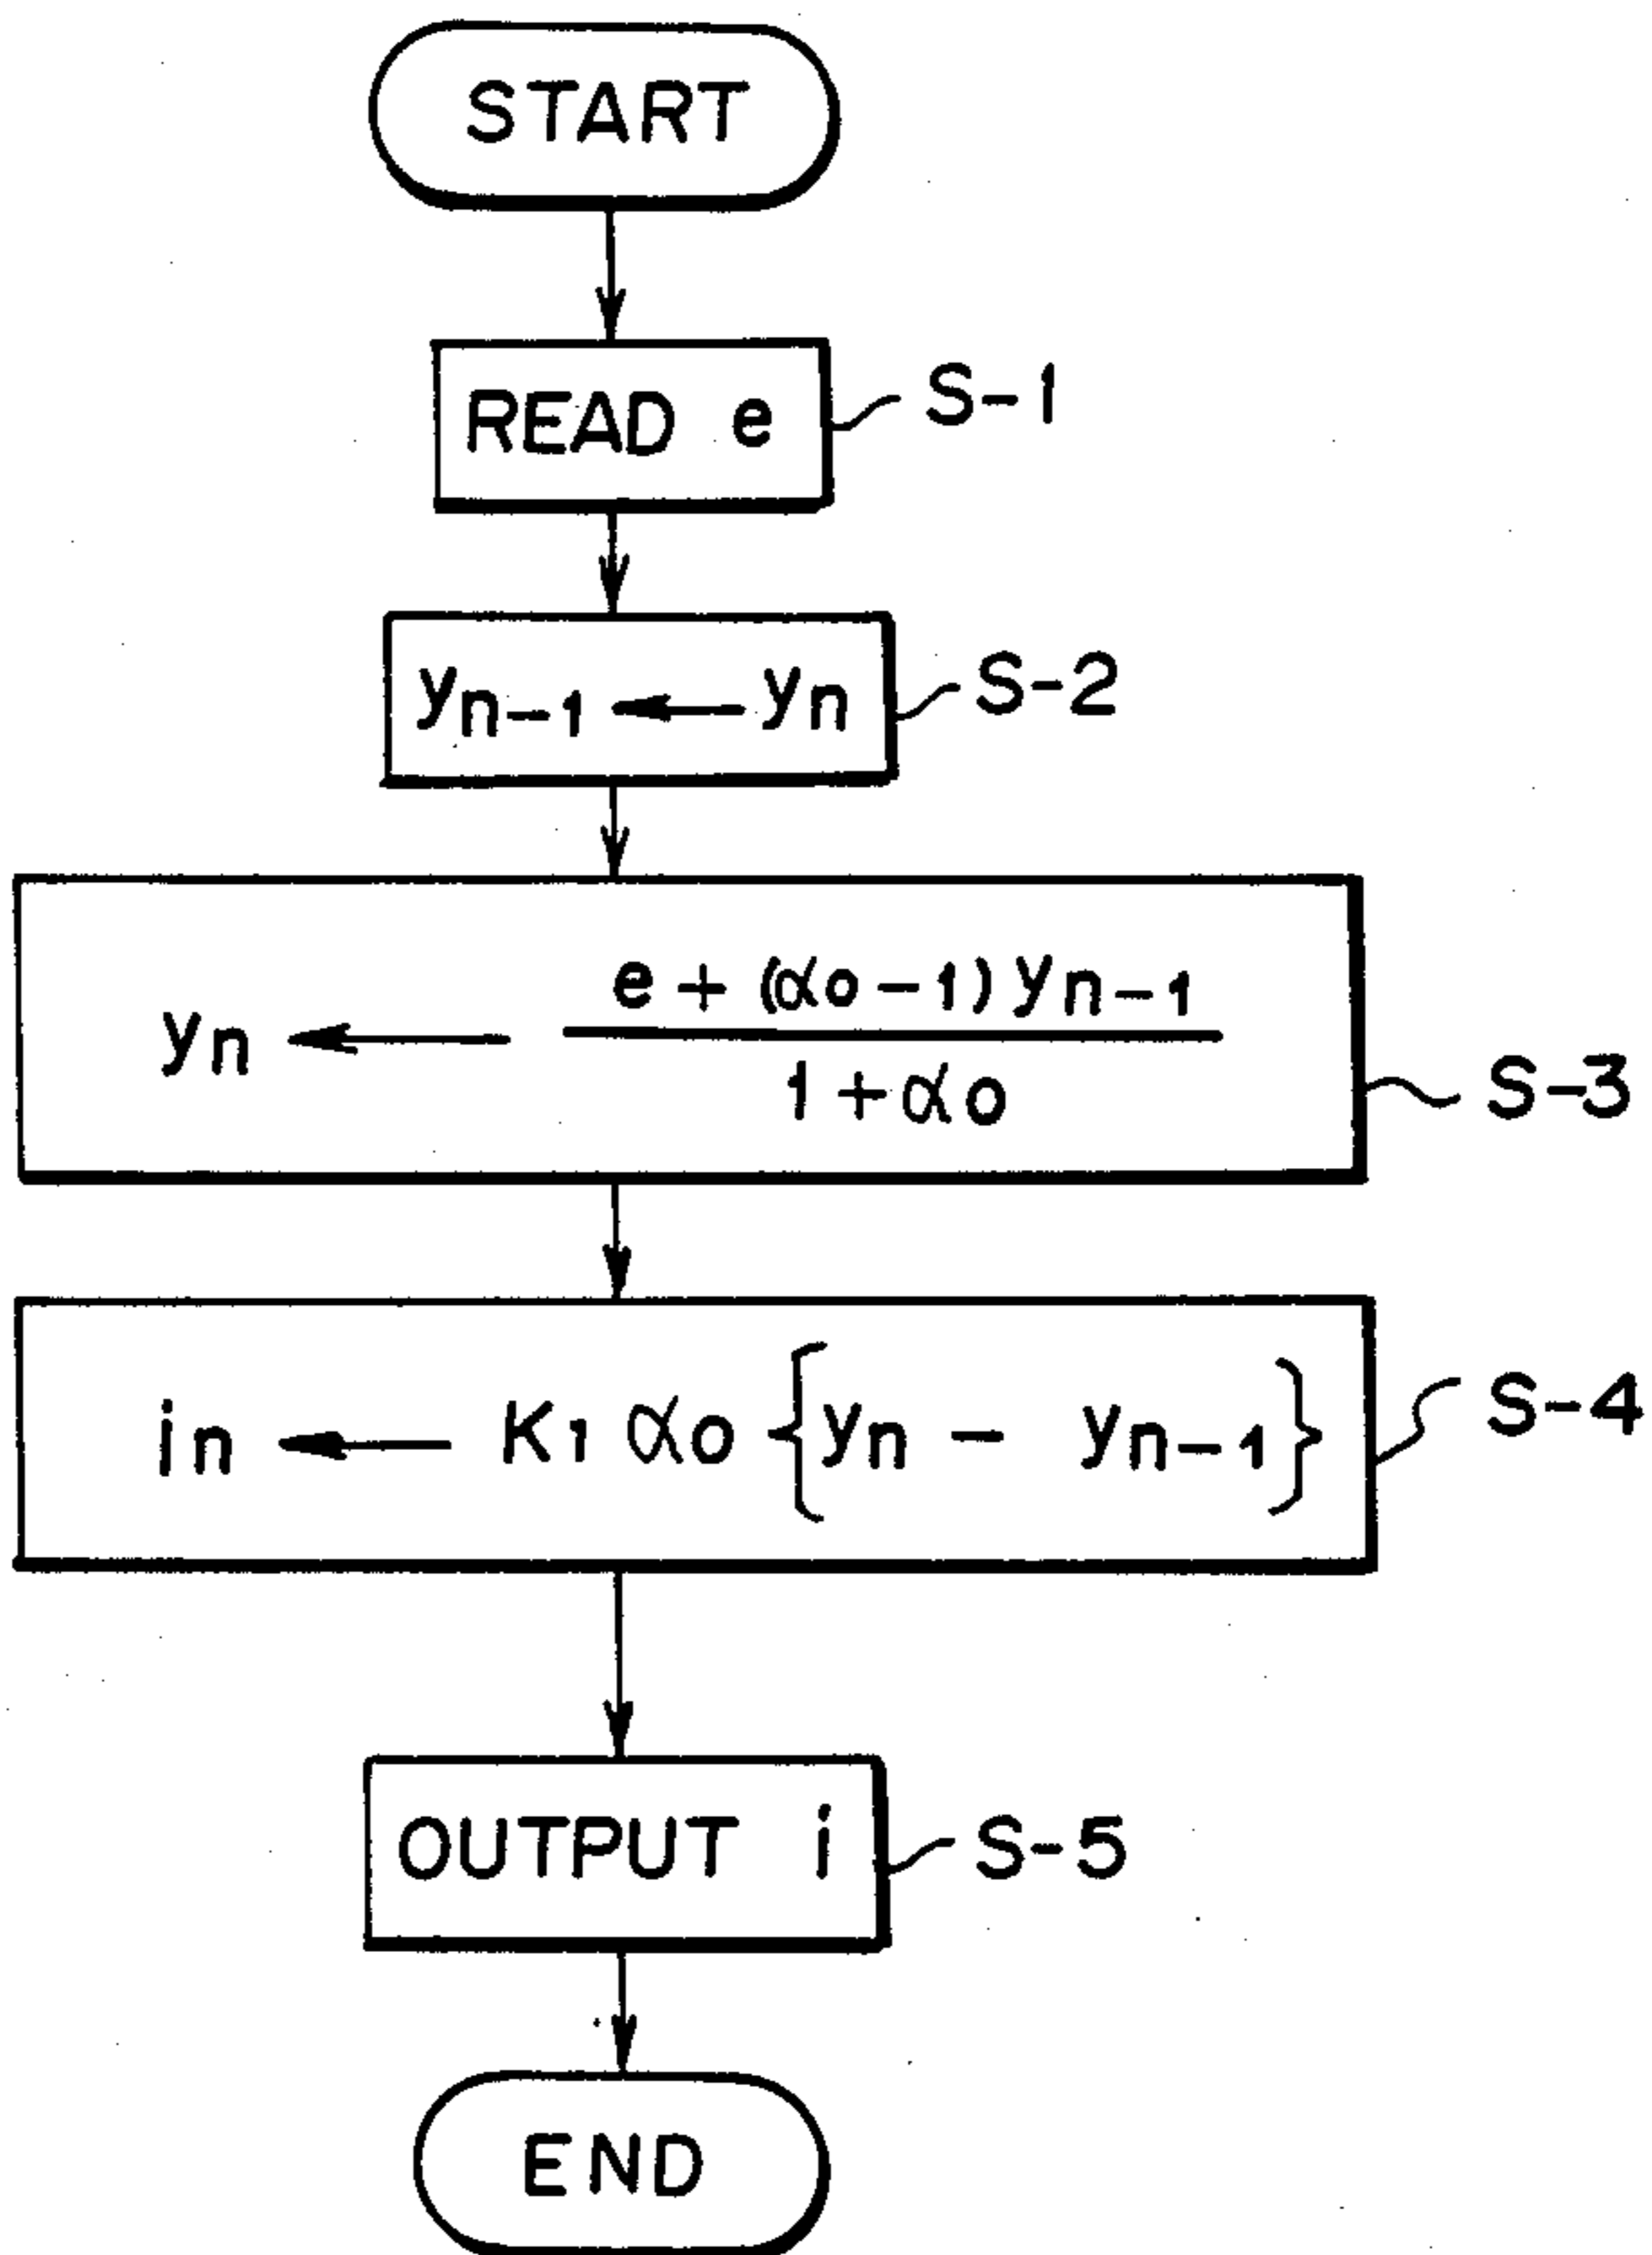 START
READ e
S-1
yn-1 ← yn
S-2
yn ← e + (αo-1) yn-1
1 + αo
S-3
in ← K1 αo { yn - yn-1 }
S-4
OUTPUT i
S-5
END